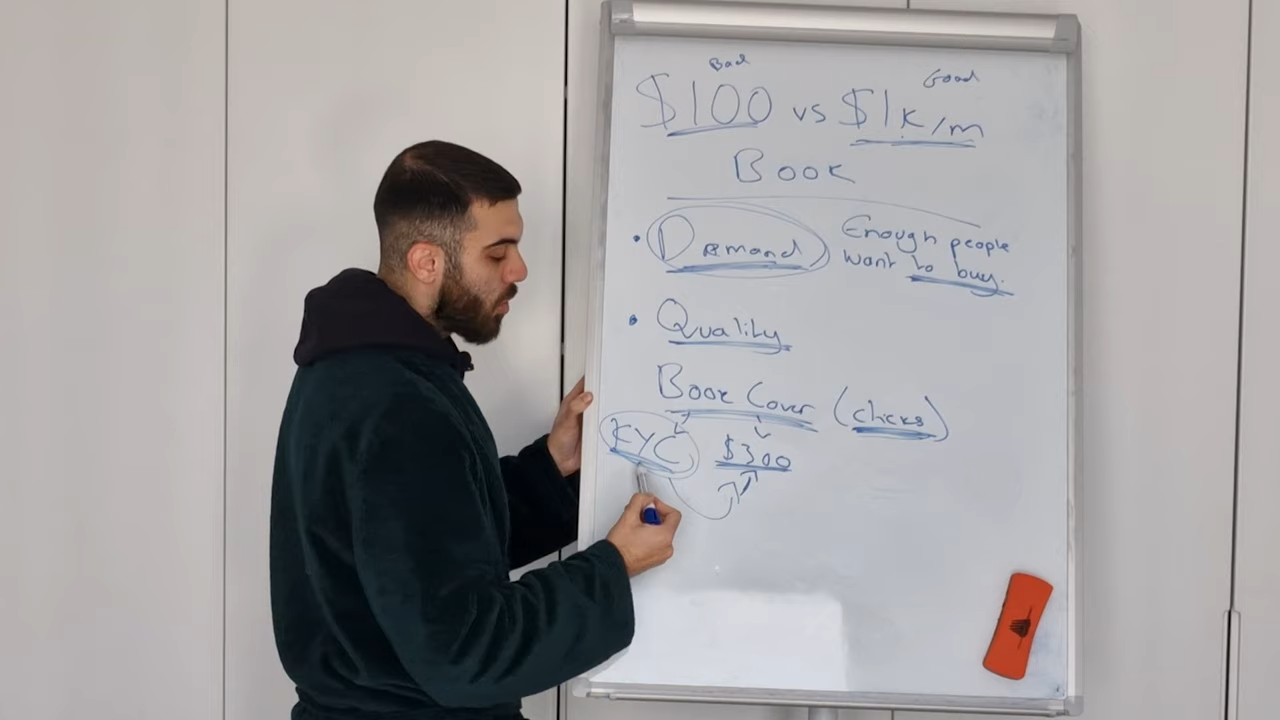 Bad Good
$100 vs $1k/m
Book
• Demand Enough people
want to buy.
• Quality
Book Cover (clicks)
KYC $300